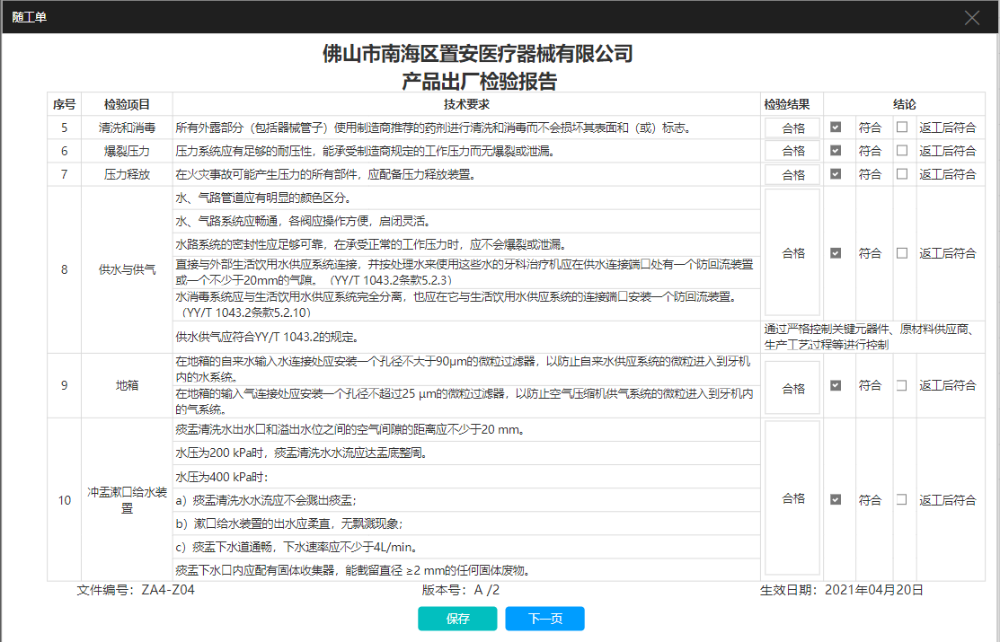 随工单
佛山市南海区置安医疗器械有限公司
产品出厂检验报告
序号 检验项目 技术要求 检验结果 结论
5 清洗和消毒 所有外露部分（包括器械管子）使用制造商推荐的药剂进行清洗和消毒而不会损坏其表面和（或）标志。 合格 符合 返工后符合
6 爆裂压力 压力系统应有足够的耐压性，能承受制造商规定的工作压力而无爆裂或泄漏。 合格 符合 返工后符合
7 压力释放 在火灾事故可能产生压力的所有部件，应配备压力释放装置。 合格 符合 返工后符合
8 供水与供气 水、气路管道应有明显的颜色区分。 合格 符合 返工后符合
水、气路系统应畅通，各阀应操作方便，启闭灵活。
水路系统的密封性应足够可靠，在承受正常的工作压力时，应不会爆裂或泄漏。
直接与外部生活饮用水供应系统连接，并按处理水来使用这些水的牙科治疗机应在供水连接端口处有一个防回流装置
或一个不少于20mm的气隙。（YY/T 1043.2条款5.2.3）
水消毒系统应与生活饮用水供应系统完全分离，也应在它与生活饮用水供应系统的连接端口安装一个防回流装置。
（YY/T 1043.2条款5.2.10）
供水供气应符合YY/T 1043.2的规定。 通过严格控制关键元器件、原材料供应商、
生产工艺过程等进行控制
9 地箱 在地箱的自来水输入水连接处应安装一个孔径不大于90μm的微粒过滤器，以防止自来水供应系统的微粒进入到牙机
内的水系统。 合格 符合 返工后符合
在地箱的输入气连接处应安装一个孔径不超过25 μm的微粒过滤器，以防止空气压缩机供气系统的微粒进入到牙机内
的气系统。
10 冲盂漱口给水装
置 痰盂清洗水出水口和溢出水位之间的空气间隙的距离应不少于20 mm。 合格 符合 返工后符合
水压为200 kPa时，痰盂清洗水水流应达盂底整周。
水压为400 kPa时：
a）痰盂清洗水水流应不会溅出痰盂；
b）漱口给水装置的出水应柔直，无飘溅现象；
c）痰盂下水道通畅，下水速率应不少于4L/min。
痰盂下水口内应配有固体收集器，能截留直径 ≥2 mm的任何固体废物。
文件编号：ZA4-Z04 版本号：A /2 生效日期：2021年04月20日
保存 下一页